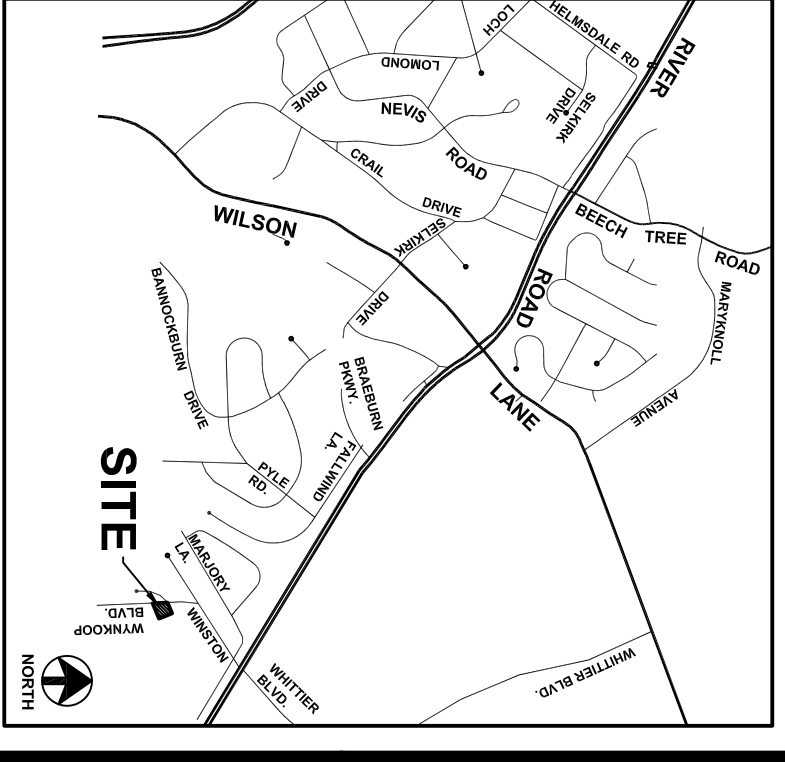 HELMSDALE RD
LOCH
LOMOND
DRIVE
NEVIS
ROAD
SELKIRK
DRIVE
RIVER
ROAD
CRAIL
DRIVE
BEECH
TREE
ROAD
WILSON
LANE
SELKIRK
DRIVE
MARYKNOLL
AVENUE
BANNOCKBURN
DRIVE
BRAEBURN
PKWY.
FALLWIND
LA.
PYLE
RD.
SITE
MARJORY
LA.
WYNKOOP
BLVD.
WINSTON
WHITTIER
BLVD.
WHITTIER BLVD.
NORTH